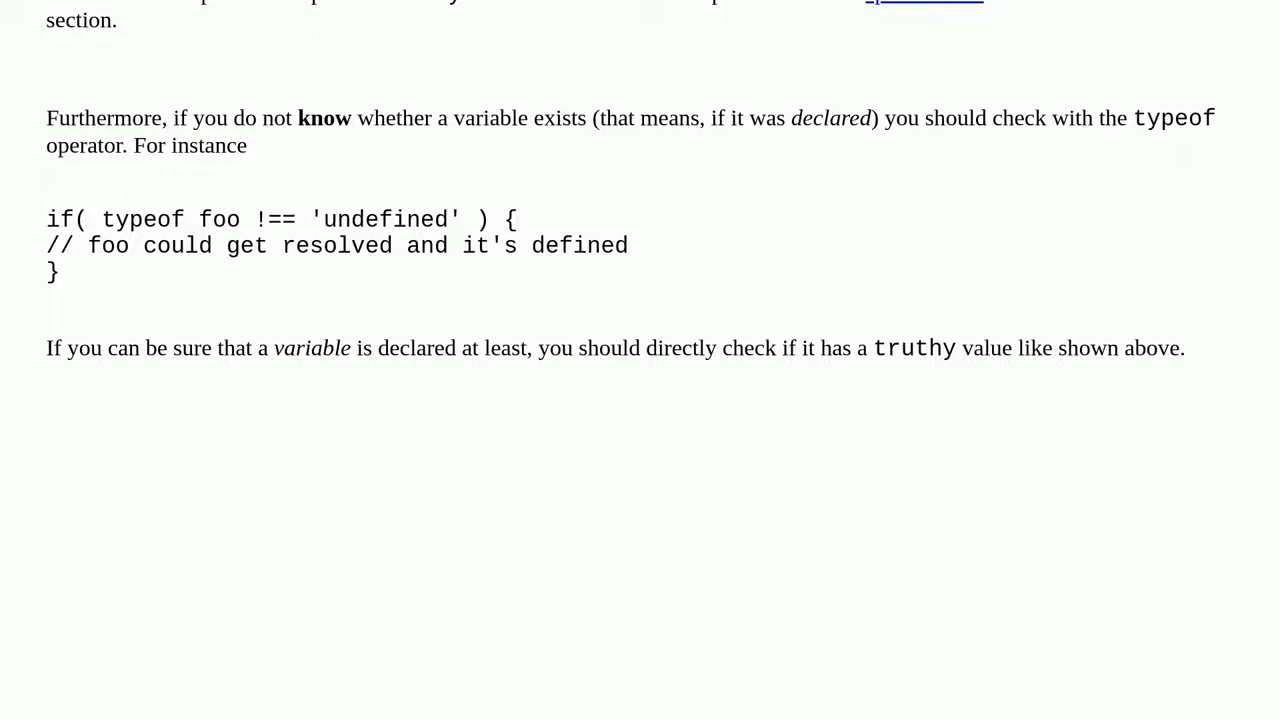 section.
Furthermore, if you do not know whether a variable exists (that means, if it was declared) you should check with the typeof
operator. For instance
if( typeof foo !== 'undefined' ) {
// foo could get resolved and it's defined
}
If you can be sure that a variable is declared at least, you should directly check if it has a truthy value like shown above.